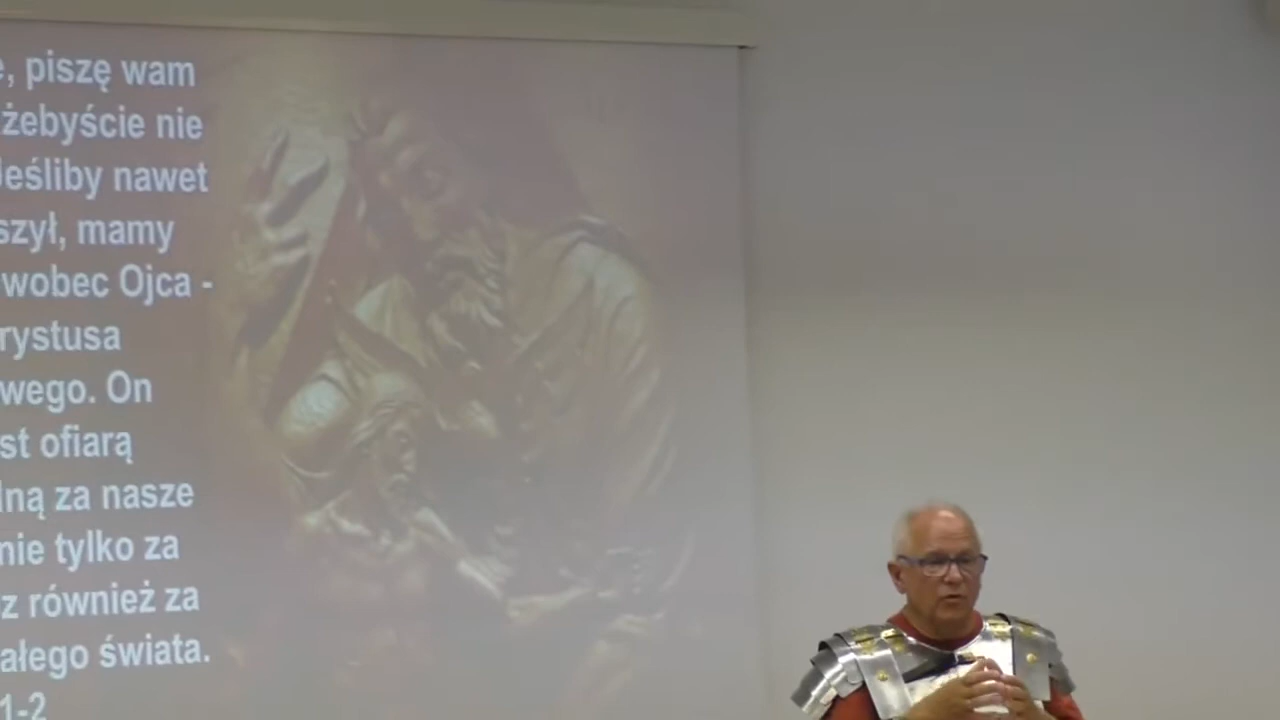 , piszę wam
żebyście nie
Jeśliby nawet
szył, mamy
wobec Ojca -
rystusa
wego. On
st ofiarą
lną za nasze
nie tylko za
z również za
ałego świata.
1-2